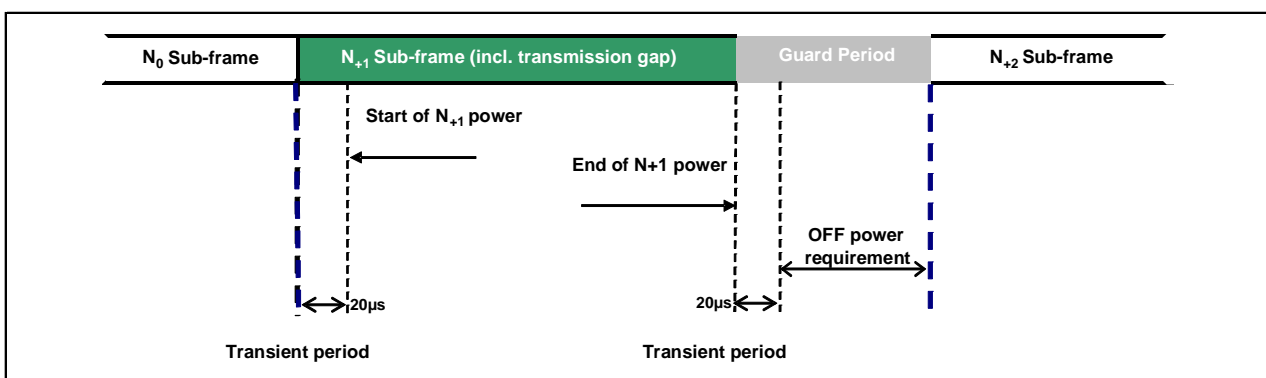 N0 Sub-frame
N+1 Sub-frame (incl. transmission gap)
Guard Period
N+2 Sub-frame
Start of N+1 power
End of N+1 power
OFF power
requirement
20µs
20µs
Transient period
Transient period